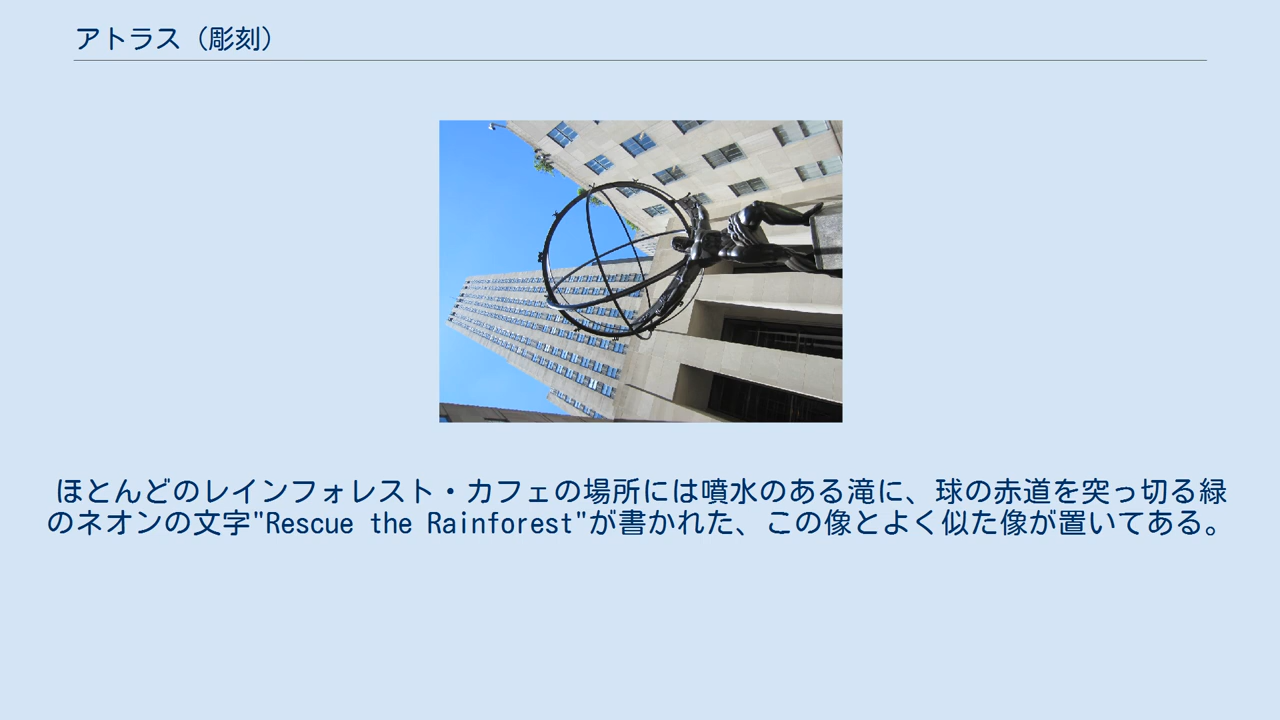 アトラス（彫刻）
ほとんどのレインフォレスト・カフェの場所には噴水のある滝に、球の赤道を突っ切る緑
のネオンの文字"Rescue the Rainforest"が書かれた、この像とよく似た像が置いてある。